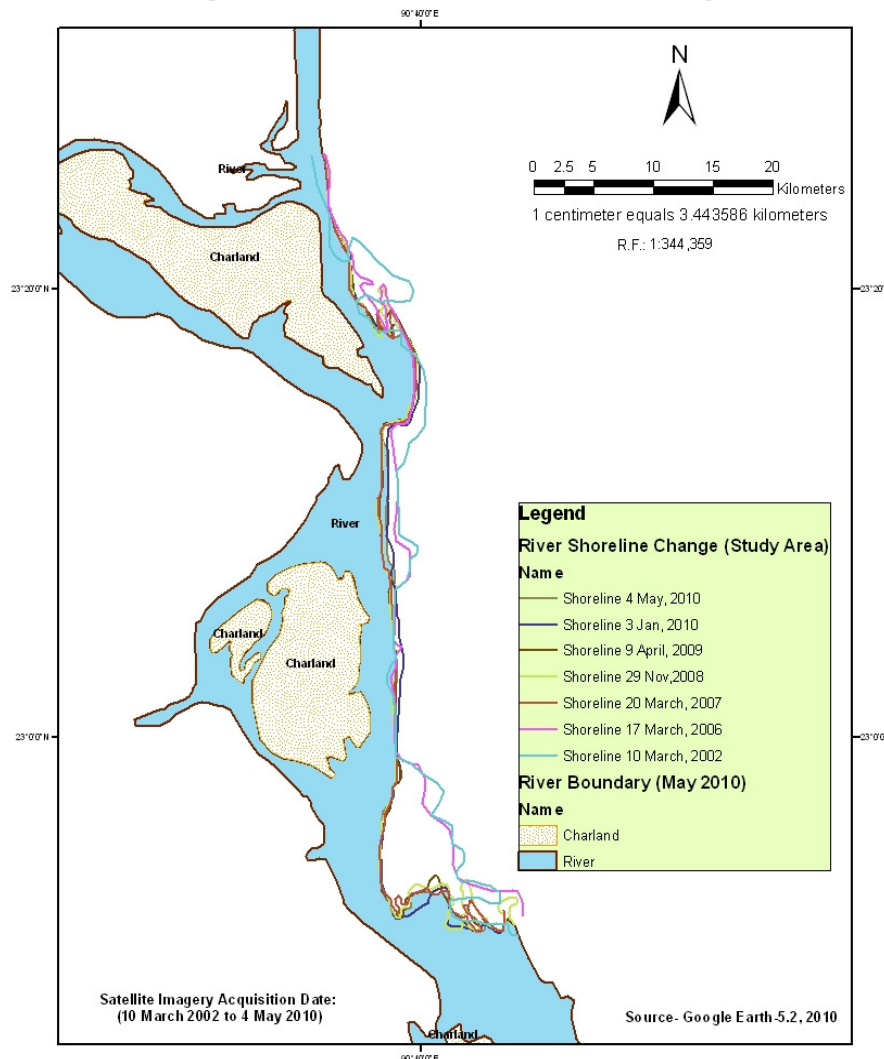 90°40'0"E
N
0 2.5 5 10 15 20
Kilometers
1 centimeter equals 3.443586 kilometers
R.F.: 1:344,359
River
Charland
23°20'0"N
23°20'
River
Charland
Charland
23°0'0"N
23°0'0
Legend
River Shoreline Change (Study Area)
Name
Shoreline 4 May, 2010
Shoreline 3 Jan, 2010
Shoreline 9 April, 2009
Shoreline 29 Nov,2008
Shoreline 20 March, 2007
Shoreline 17 March, 2006
Shoreline 10 March, 2002
River Boundary (May 2010)
Name
Charland
River
Satellite Imagery Acquisition Date:
(10 March 2002 to 4 May 2010)
Source- Google Earth-5.2, 2010
Charland
90°40'0"E